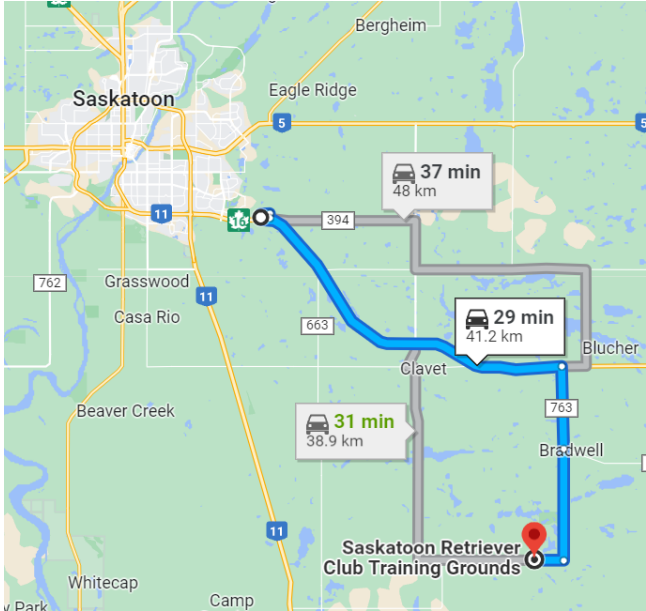 Bergheim
Saskatoon
Eagle Ridge
5
5
37 min
48 km
11
16
394
762
Grasswood
11
Casa Rio
663
29 min
41.2 km
Blucher
Clavet
763
Beaver Creek
31 min
38.9 km
Bradwell
11
Saskatoon Retriever
Club Training Grounds
Whitecap
Camp
y Park